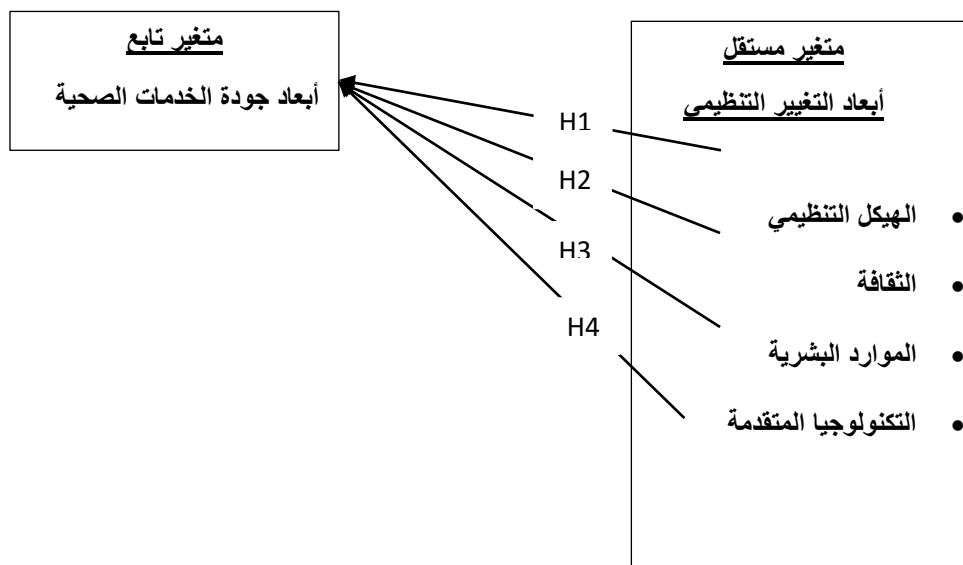 متغير مستقل
أبعاد التغيير التنظيمي
• الهيكل التنظيمي
• الثقافة
• الموارد البشرية
• التكنولوجيا المتقدمة
H1
H2
H3
H4
متغير تابع
أبعاد جودة الخدمات الصحية